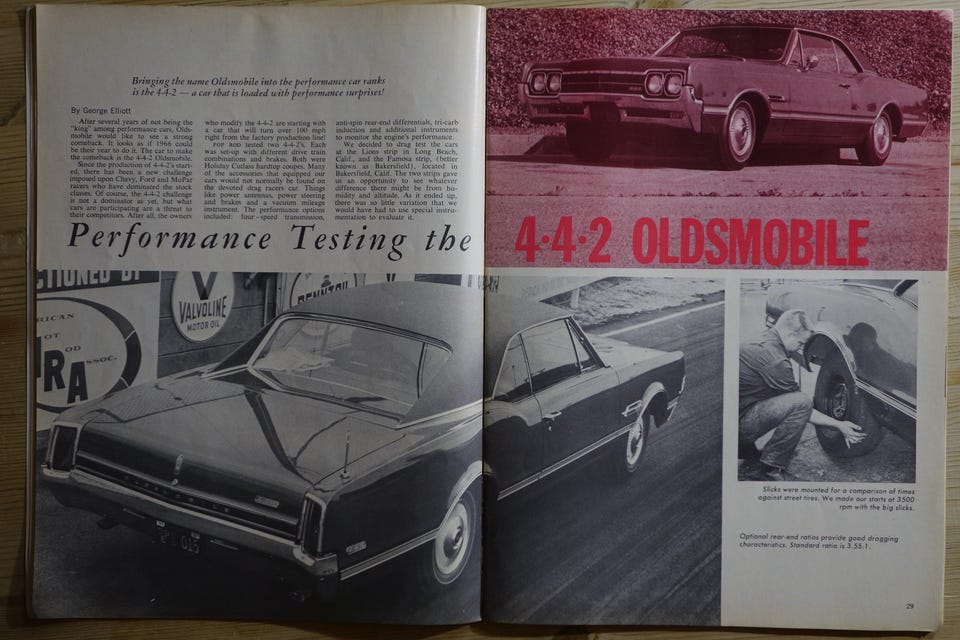 Bringing the name Oldsmobile into the performance car ranks
is the 4-4-2 — a car that is loaded with performance surprises!
By George Elliott
After several years of not being the
"king" among performance cars, Olds-
mobile would like to see a strong
comeback. It looks as if 1966 could
be their year to do it. The car to make
the comeback is the 4-4-2 Oldsmobile.
Since the production of 4-4-2's start-
ed, there has been a new challenge
imposed upon Chevy, Ford and MoPar
racers who have dominated the stock
classes. Of course, the 4-4-2 challenge
is not a dominator as yet, but what
cars are participating are a threat to
their competitors. After all, the owners
who modify the 4-4-2 are starting with
a car that will turn over 100 mph
right from the factory production line!
POP ROD tested two 4-4-2's. Each
was set-up with different drive train
combinations and brakes. Both were
Holiday Cutlass hardtop coupes. Many
of the accessories that equipped our
cars would not normally be found on
the devoted drag racers car. Things
like power antennas, power steering
and brakes and a vacuum mileage
instrument. The performance options
included: four-speed transmission,
anti-spin rear-end differentials, tri-carb
induction and additional instruments
to monitor the engine's performance.
We decided to drag test the cars
at the Lions strip in Long Beach,
Calif., and the Famosa strip, (better
known as Bakersfield), located in
Bakersfield, Calif. The two strips gave
us an opportunity to see whatever
difference there might be from hu-
midity and altitude. As it ended up,
there was so little variation that we
would have had to use special instru-
mentation to evaluate it.
Performance Testing the
4·4·2 OLDSMOBILE
CTIONED BY
VALVOLINE
MOTOR OIL
PENNZOIL
RICAN
OT
OD
ASSOC.
RA
OLDSMOBILE
015
Slicks were mounted for a comparison of times
against street tires. We made our starts at 3500
rpm with the big slicks.
Optional rear-end ratios provide good dragging
characteristics. Standard ratio is 3.55:1.
29